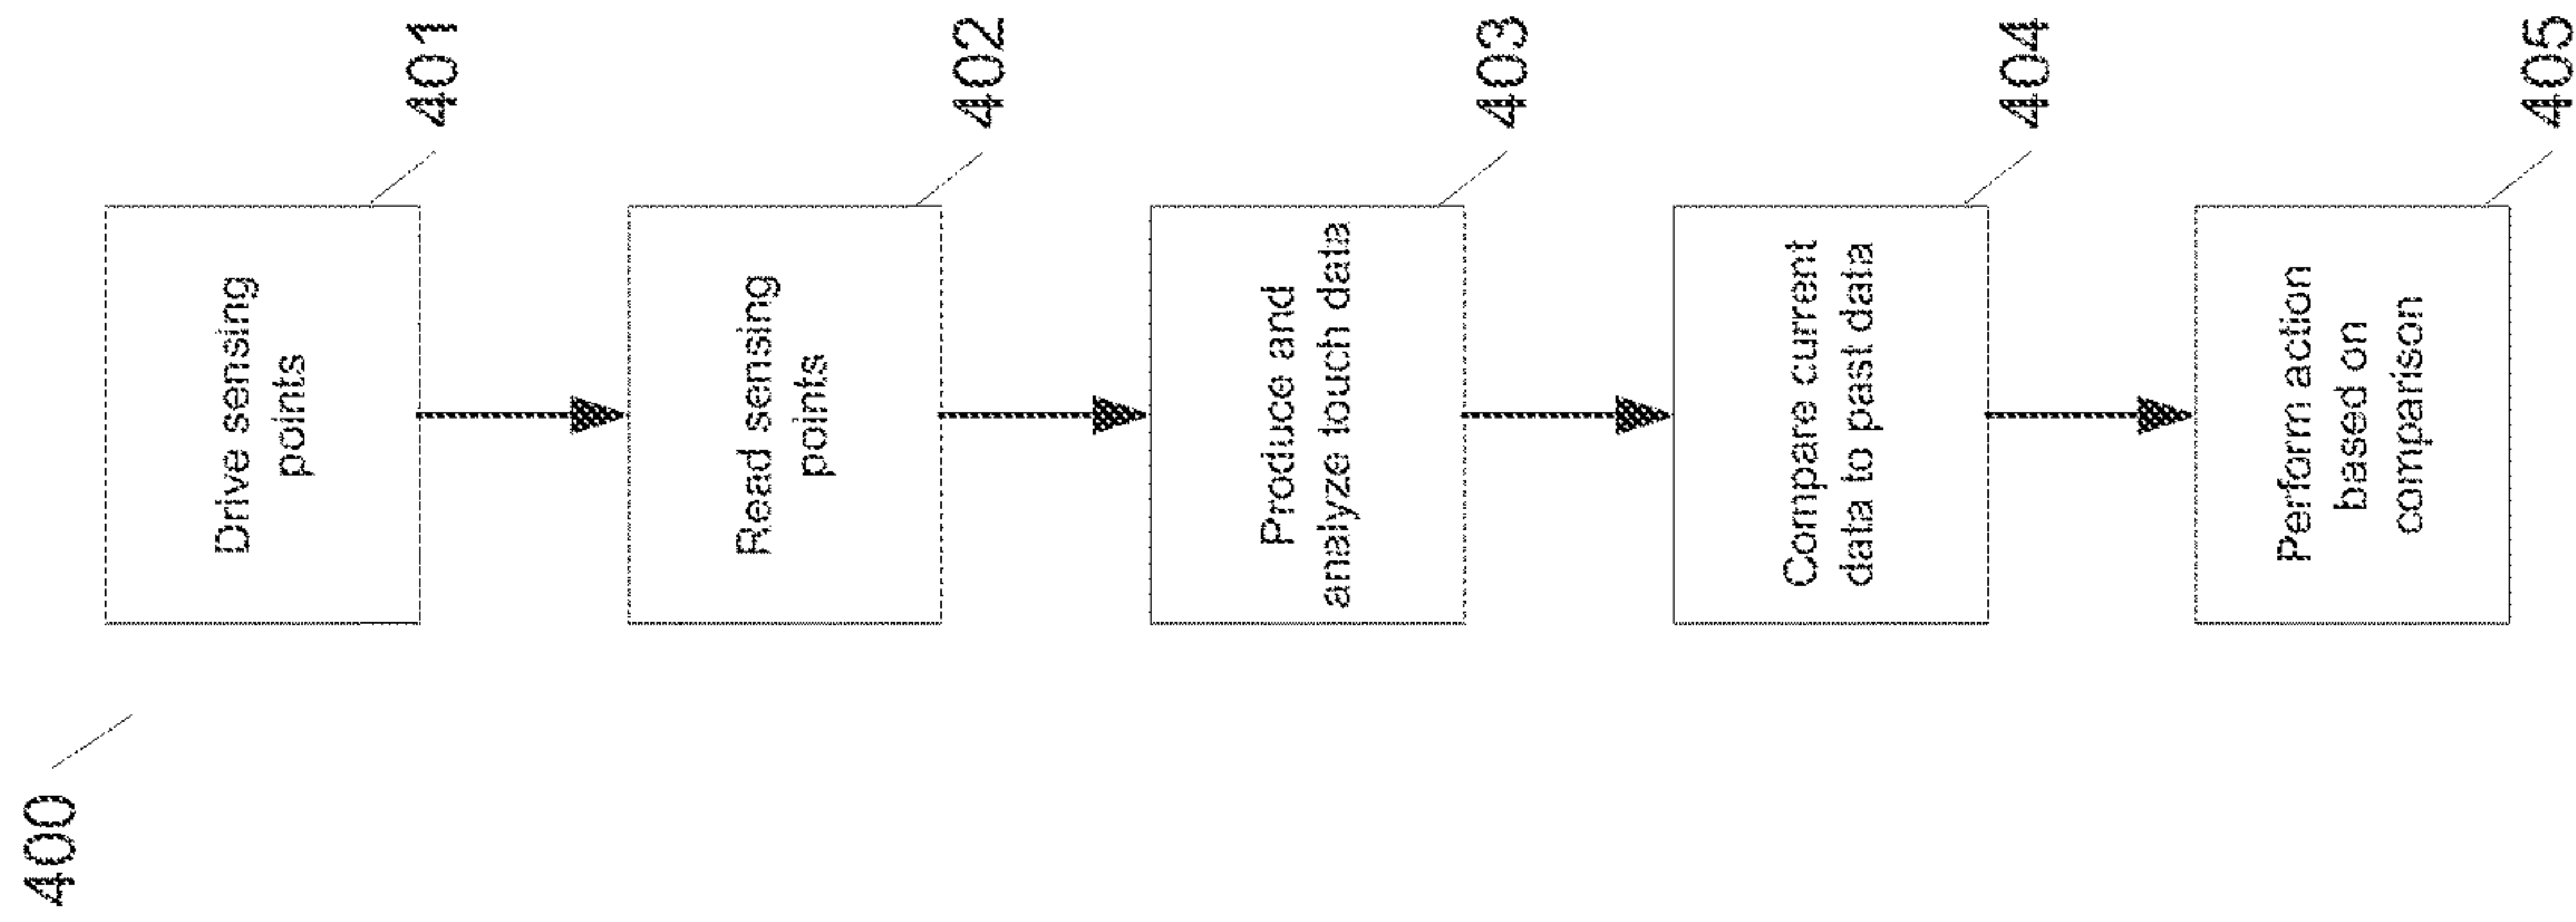 400
Drive sensing
points
401
Read sensing
points
402
Produce and
analyze touch data
403
Compare current
data to past data
404
Perform action
based on
comparison
405